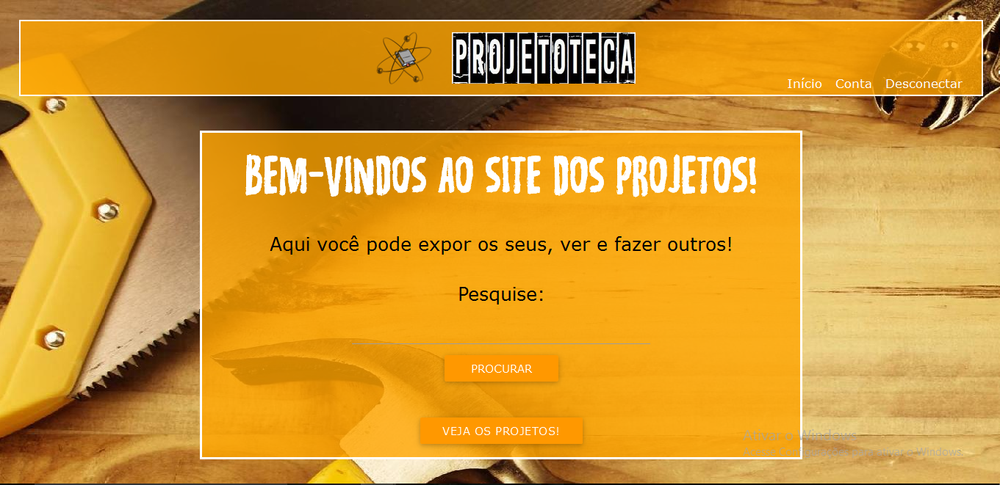 PROJETOTECA
Início Conta Desconectar
BEM-VINDOS AO SITE DOS PROJETOS!
Aqui você pode expor os seus, ver e fazer outros!
Pesquise:
PROCURAR
VEJA OS PROJETOS!
Ativar o Windows
Acesse Configurações para ativar o Windows.